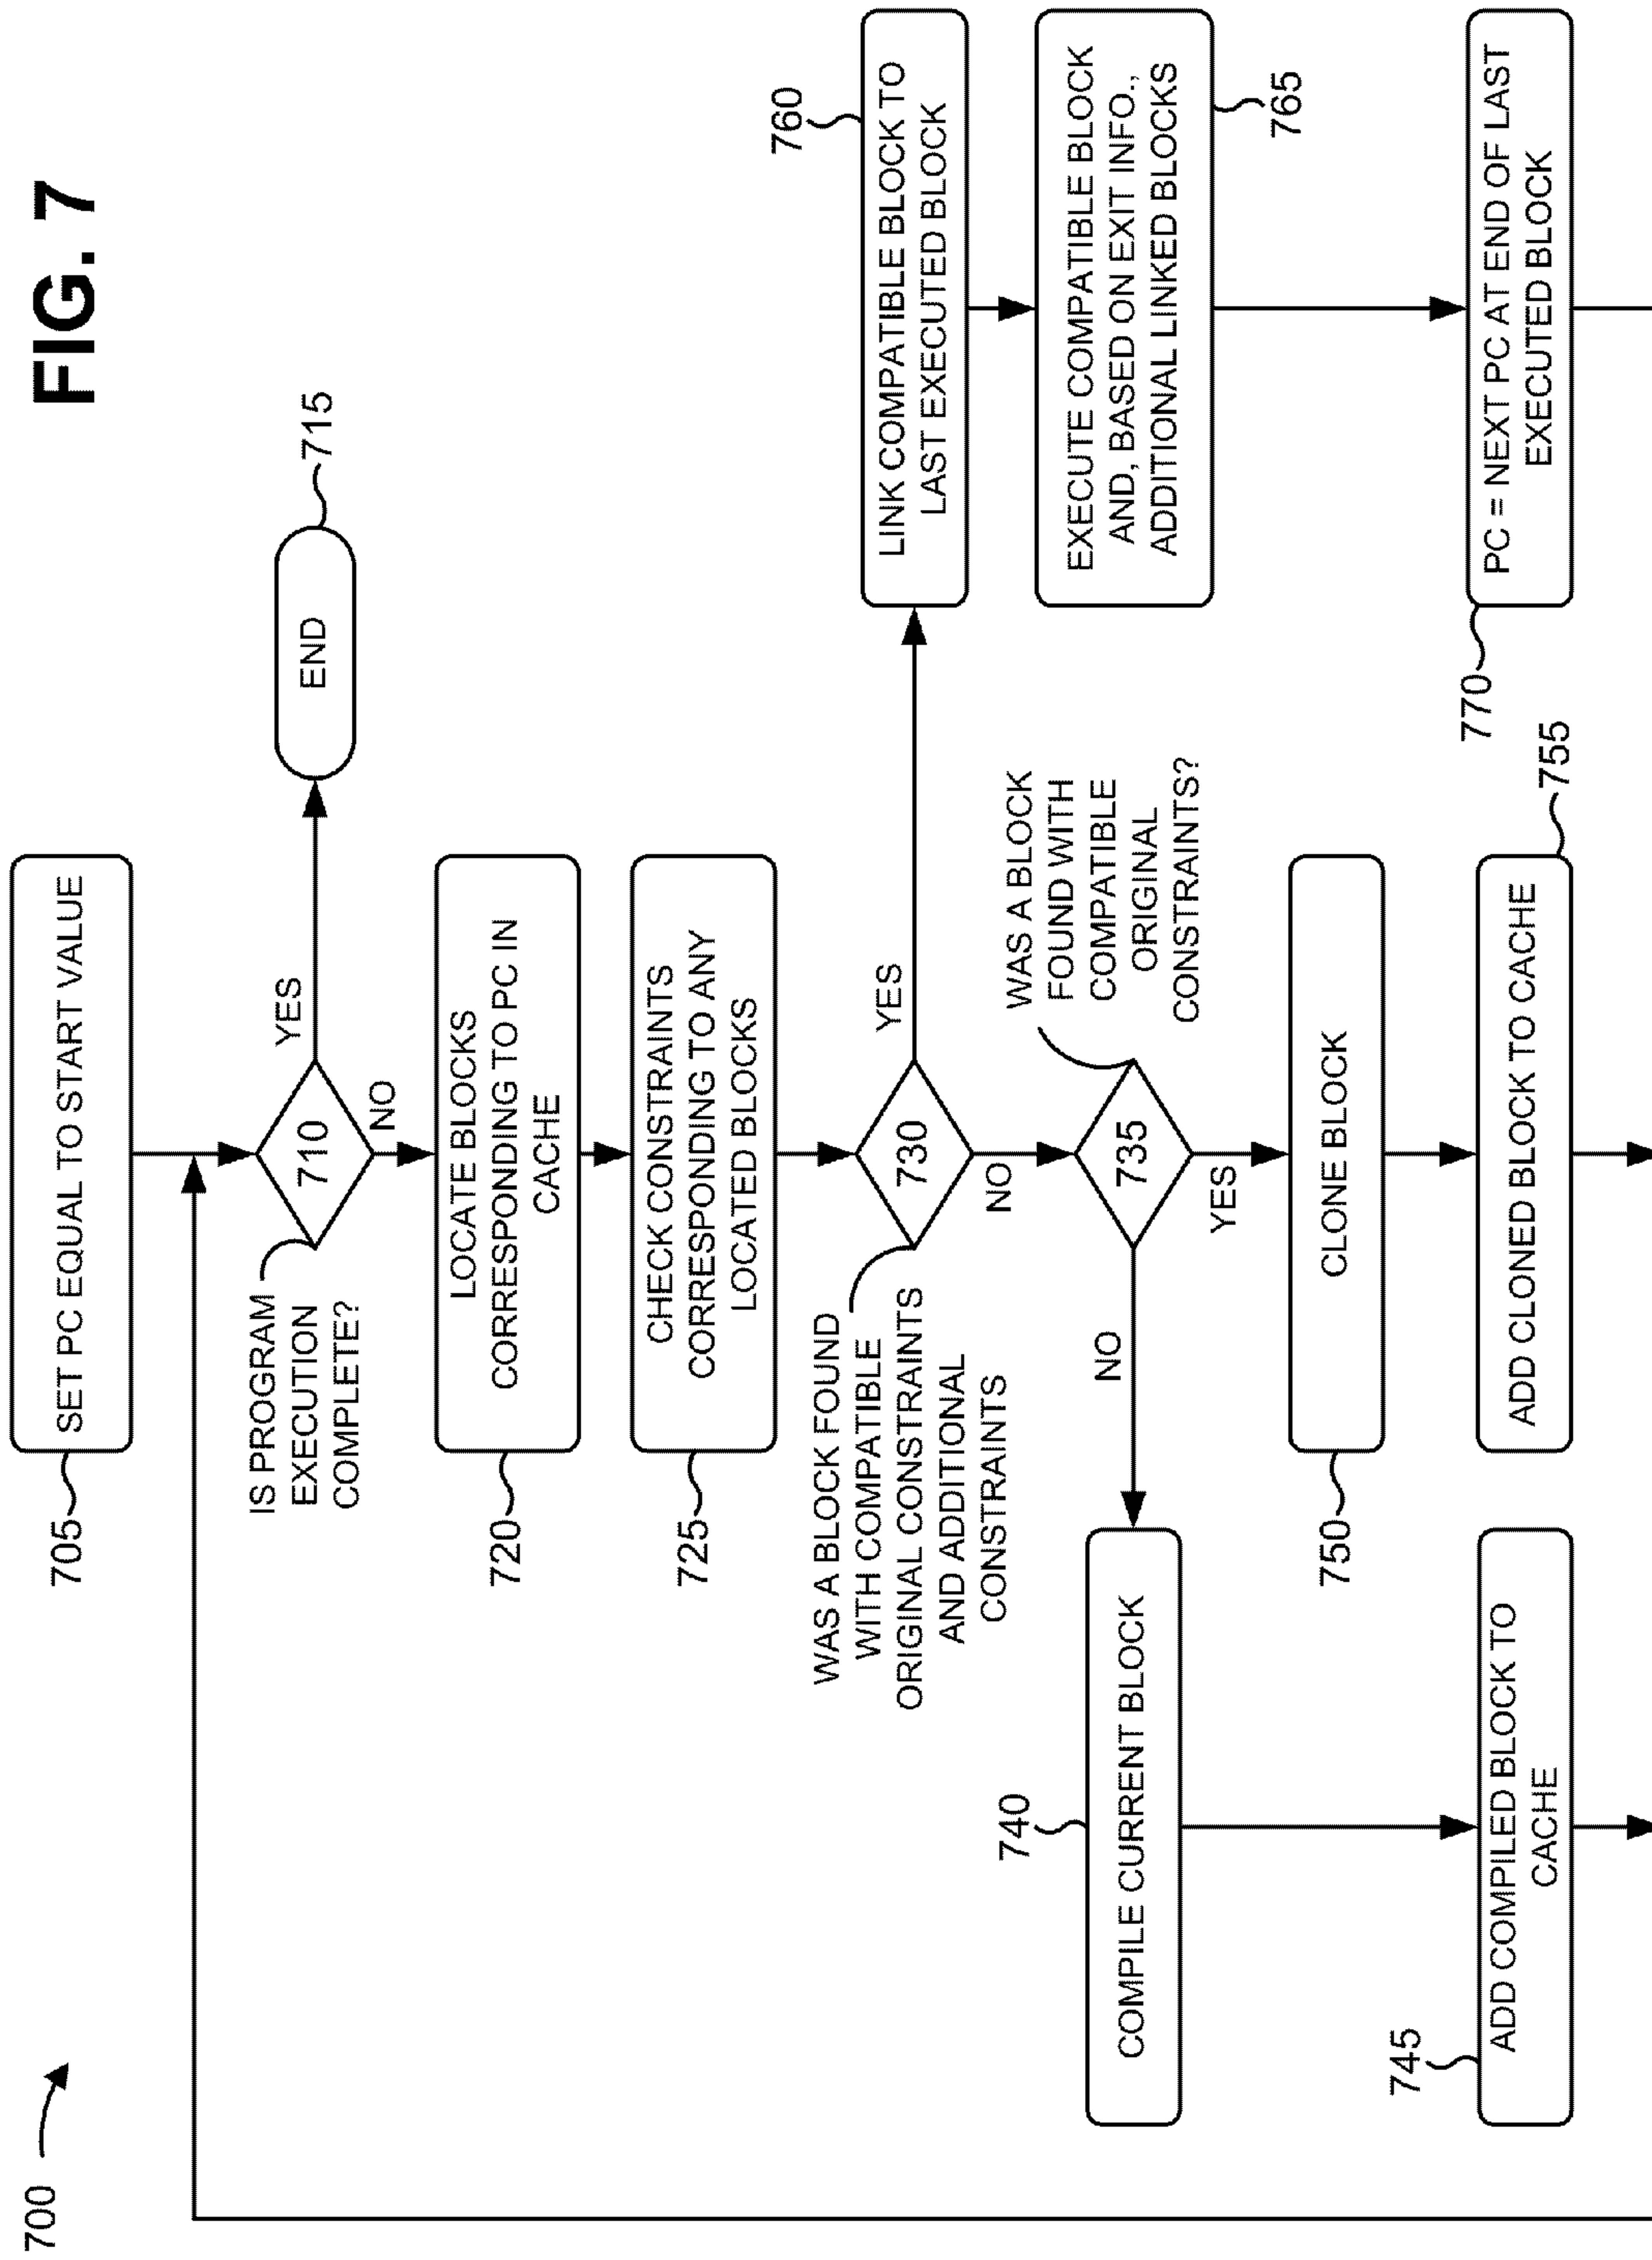 FIG. 7
700
705
SET PC EQUAL TO START VALUE
IS PROGRAM
EXECUTION
COMPLETE?
710
YES
END
715
NO
720
LOCATE BLOCKS
CORRESPONDING TO PC IN
CACHE
725
CHECK CONSTRAINTS
CORRESPONDING TO ANY
LOCATED BLOCKS
WAS A BLOCK FOUND
WITH COMPATIBLE
ORIGINAL CONSTRAINTS
AND ADDITIONAL
CONSTRAINTS
730
YES
760
LINK COMPATIBLE BLOCK TO
LAST EXECUTED BLOCK
NO
735
WAS A BLOCK
FOUND WITH
COMPATIBLE
ORIGINAL
CONSTRAINTS?
EXECUTE COMPATIBLE BLOCK
AND, BASED ON EXIT INFO.,
ADDITIONAL LINKED BLOCKS
765
NO
740
COMPILE CURRENT BLOCK
YES
750
CLONE BLOCK
745
ADD COMPILED BLOCK TO
CACHE
ADD CLONED BLOCK TO CACHE
755
770
PC = NEXT PC AT END OF LAST
EXECUTED BLOCK